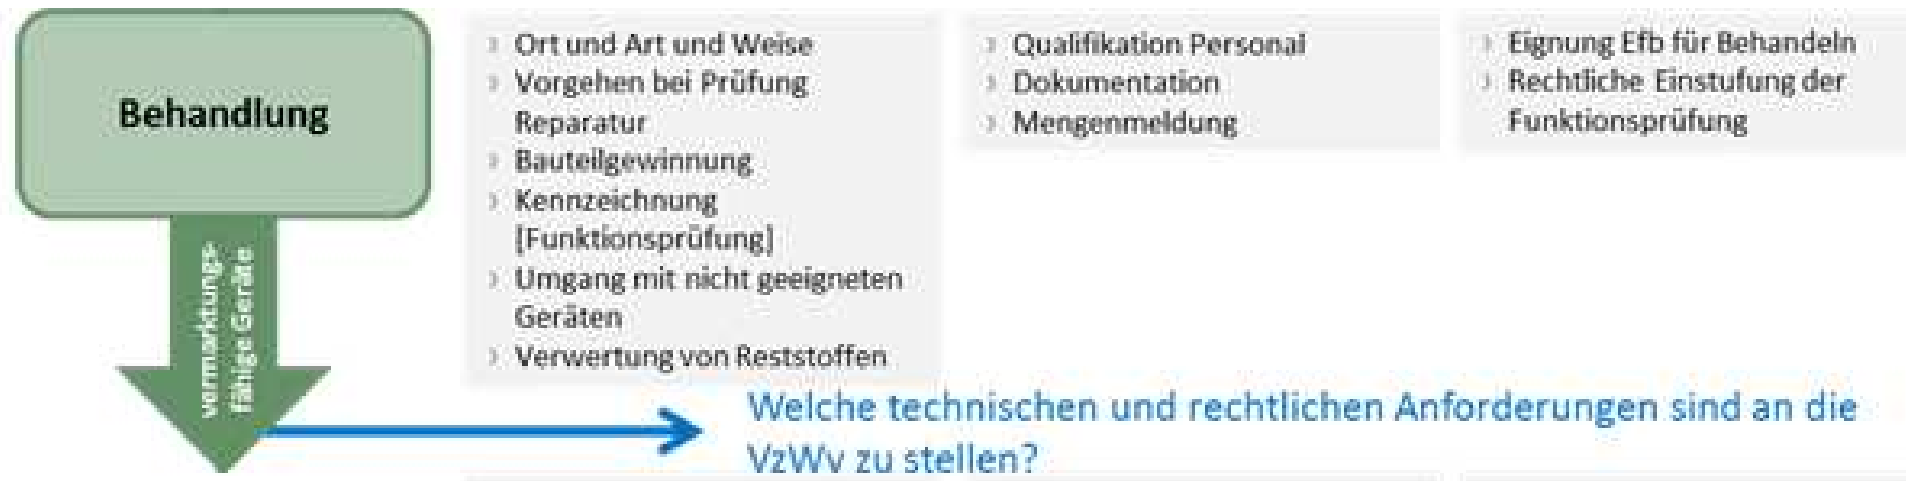 Behandlung
vermarktungs-
fähige Geräte
Ort und Art und Weise
Vorgehen bei Prüfung
Reparatur
Bauteilgewinnung
Kennzeichnung
[Funktionsprüfung]
Umgang mit nicht geeigneten
Geräten
Verwertung von Reststoffen
Qualifikation Personal
Dokumentation
Mengenmeldung
Eignung Efb für Behandeln
Rechtliche Einstufung der
Funktionsprüfung
Welche technischen und rechtlichen Anforderungen sind an die
VzWv zu stellen?